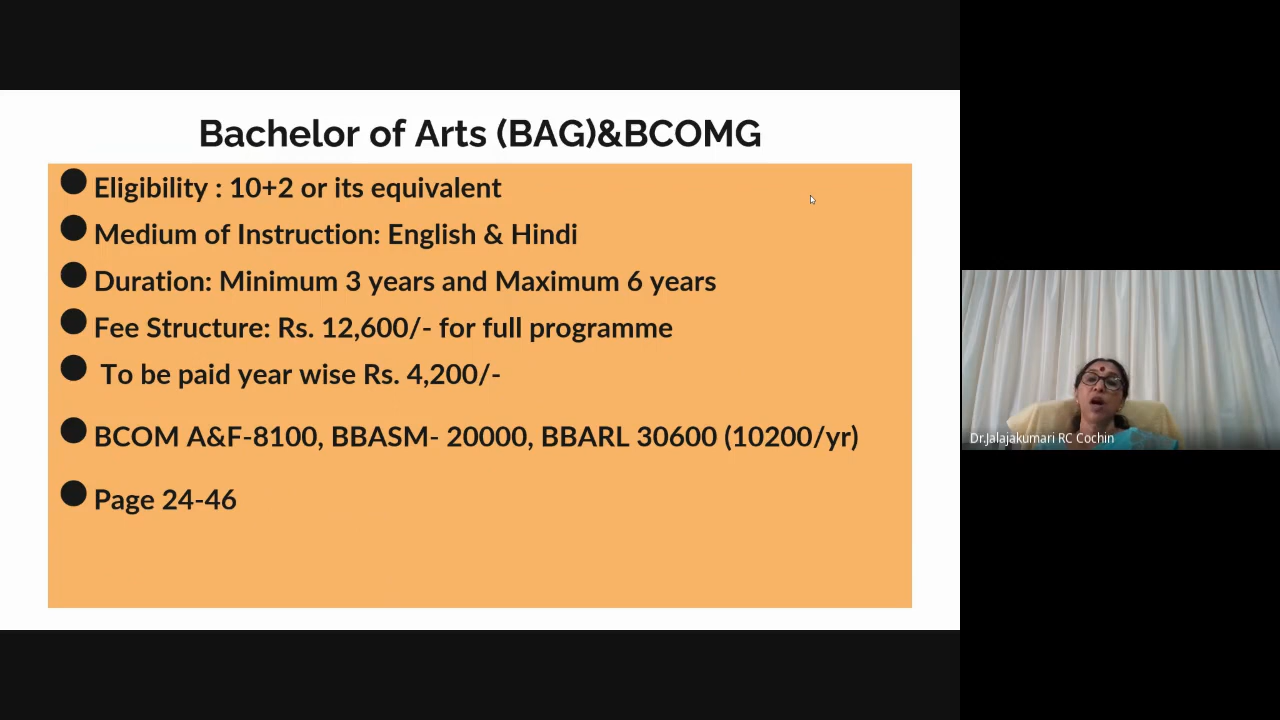 Bachelor of Arts (BAG)&BCOMG
Eligibility : 10+2 or its equivalent
Medium of Instruction: English & Hindi
Duration: Minimum 3 years and Maximum 6 years
Fee Structure: Rs. 12,600/- for full programme
To be paid year wise Rs. 4,200/-
BCOM A&F-8100, BBASM- 20000, BBARL 30600 (10200/yr)
Page 24-46
Dr.Jalajakumari RC Cochin